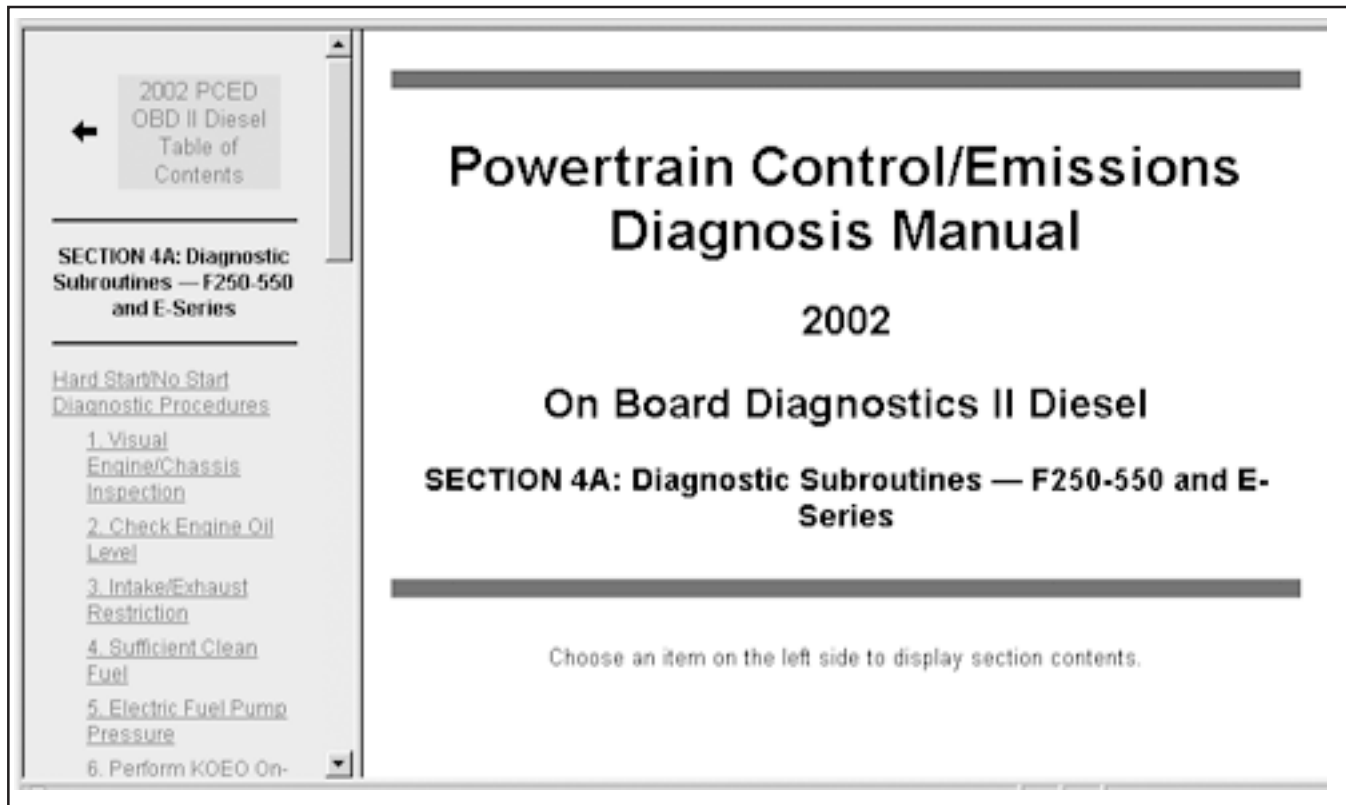 2002 PCED
OBD II Diesel
Table of
Contents
SECTION 4A: Diagnostic
Subroutines — F250-550
and E-Series
Hard Start/No Start
Diagnostic Procedures
1. Visual
Engine/Chassis
Inspection
2. Check Engine Oil
Level
3. Intake/Exhaust
Restriction
4. Sufficient Clean
Fuel
5. Electric Fuel Pump
Pressure
6. Perform KOEO On-
Powertrain Control/Emissions
Diagnosis Manual
2002
On Board Diagnostics II Diesel
SECTION 4A: Diagnostic Subroutines — F250-550 and E-
Series
Choose an item on the left side to display section contents.